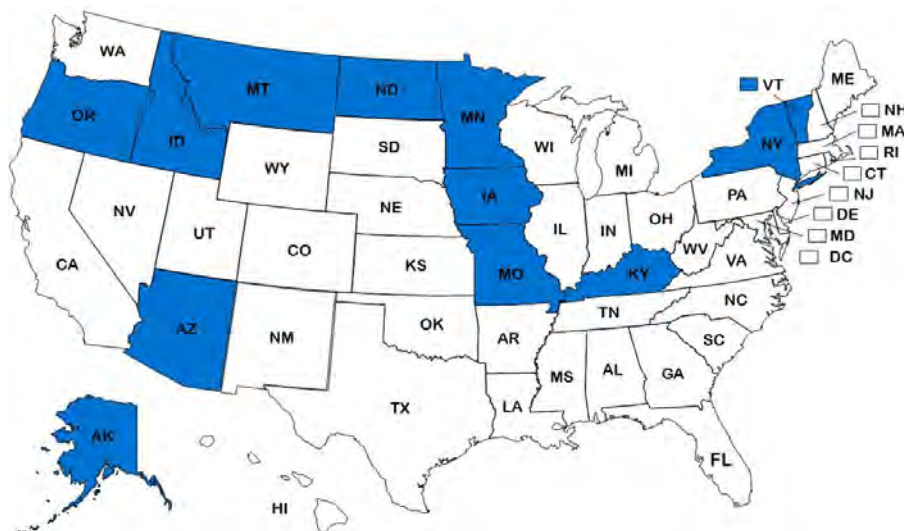 WA
ME
MT
ND
VT
OR
MN
NH
ID
NY
MA
SD
WI
RI
WY
MI
CT
IA
PA
NJ
NE
NV
OH
DE
IL
IN
UT
MD
CO
WV
VA
CA
KS
MO
KY
DC
NC
TN
OK
AZ
AR
SC
NM
MS
AL
GA
TX
LA
AK
FL
HI